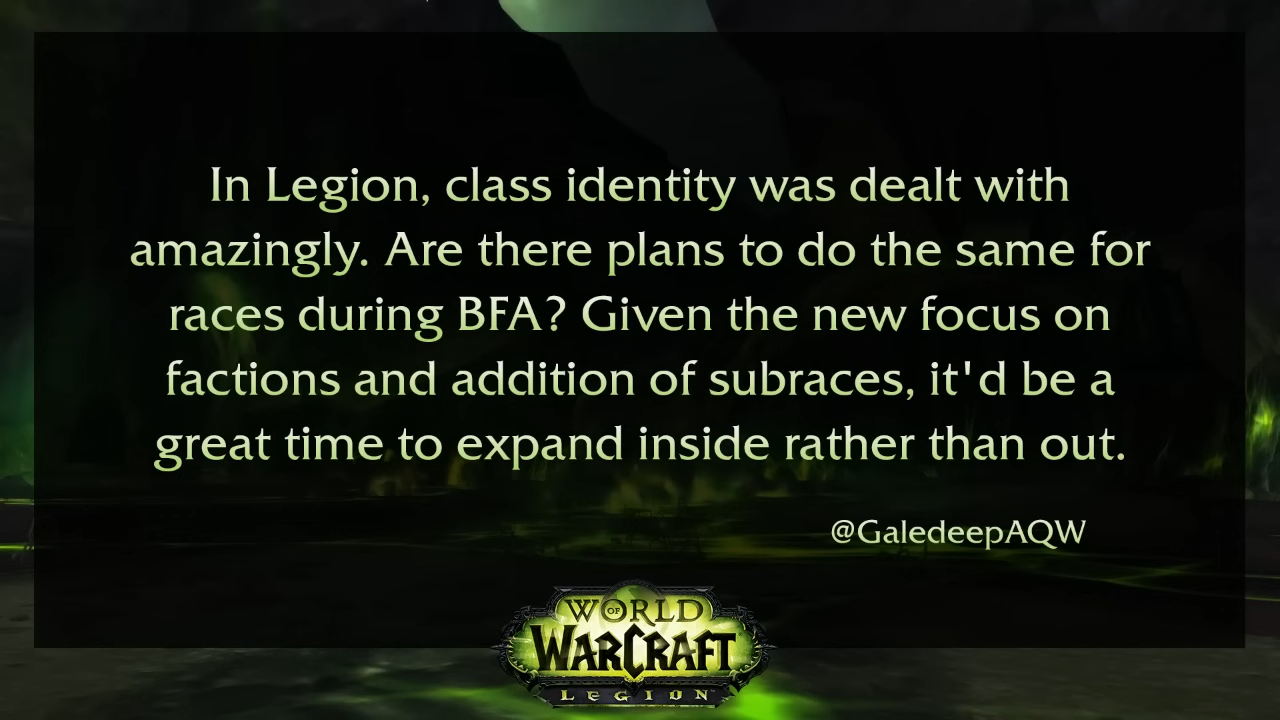 In Legion, class identity was dealt with
amazingly. Are there plans to do the same for
races during BFA? Given the new focus on
factions and addition of subraces, it'd be a
great time to expand inside rather than out.
@GaledeepAQW
WORLD OF
WARCRAFT
LEGION